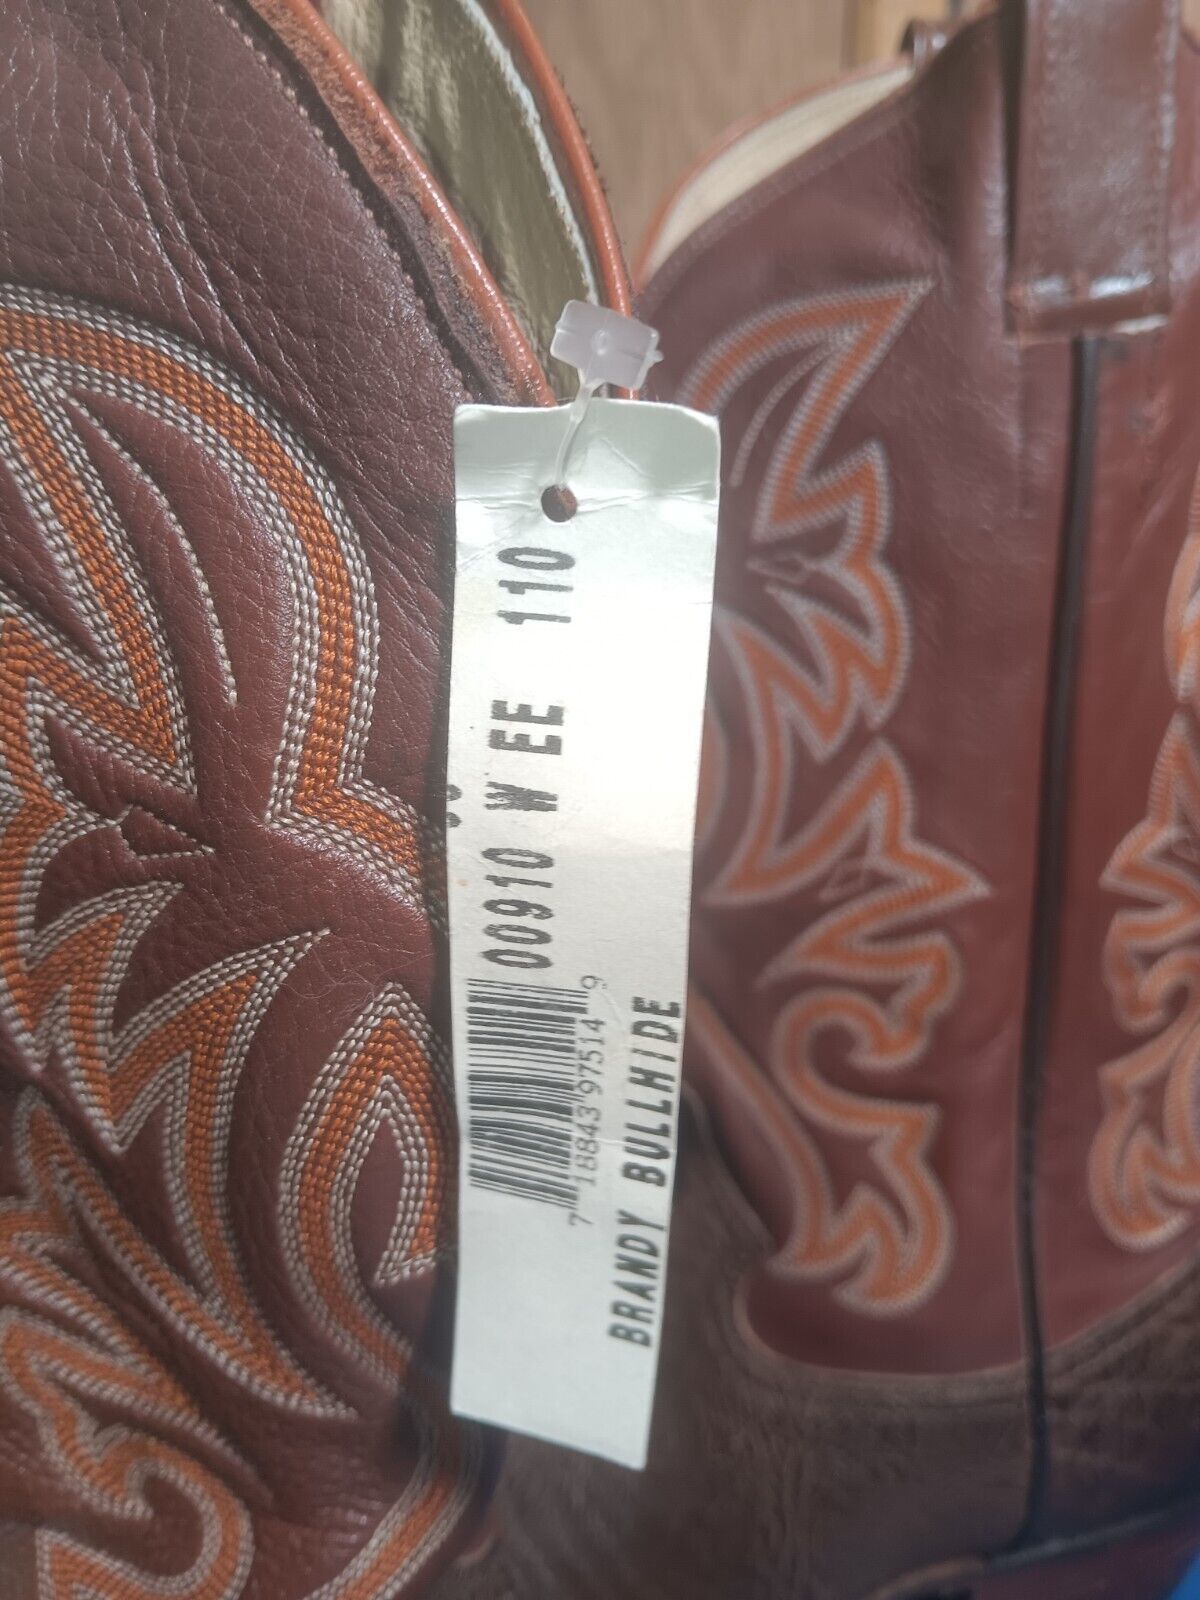 00910 W EE 110
7 18843 97514 9
BRANDY BULLHIDE